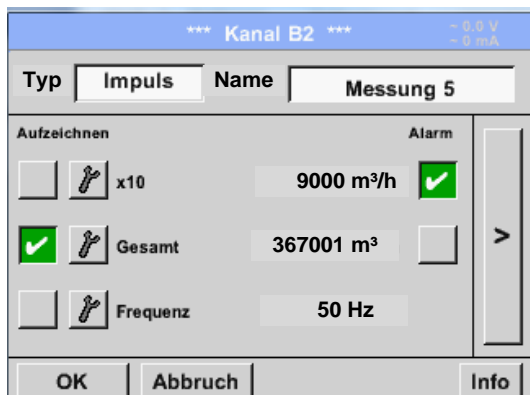 *** Kanal B2 ***
~ 0.0 V
~ 0 mA
Typ Impuls Name Messung 5
Aufzeichnen Alarm
x10 9000 m³/h
Gesamt 367001 m³ >
Frequenz 50 Hz
OK Abbruch Info